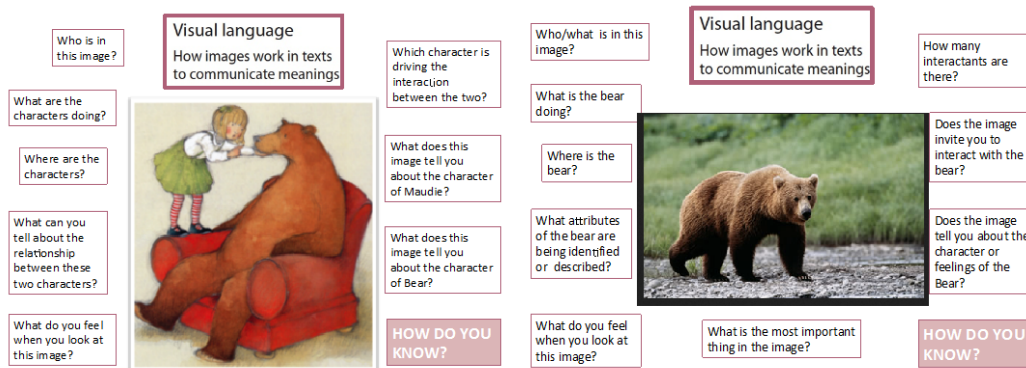 Visual language
How images work in texts
to communicate meanings
Who is in
this image?
What are the
characters doing?
Where are the
characters?
What can you
tell about the
relationship
between these
two characters?
What do you feel
when you look at
this image?
Which character is
driving the
interaction
between the two?
What does this
image tell you
about the character
of Maudie?
What does this
image tell you
about the character
of Bear?
HOW DO YOU
KNOW?
Visual language
How images work in texts
to communicate meanings
Who/what is in this
image?
What is the bear
doing?
Where is the
bear?
What attributes
of the bear are
being identified
or described?
What do you feel
when you look at
this image?
What is the most important
thing in the image?
How many
interactants are
there?
Does the image
invite you to
interact with the
bear?
Does the image
tell you about the
character or
feelings of the
Bear?
HOW DO YOU
KNOW?